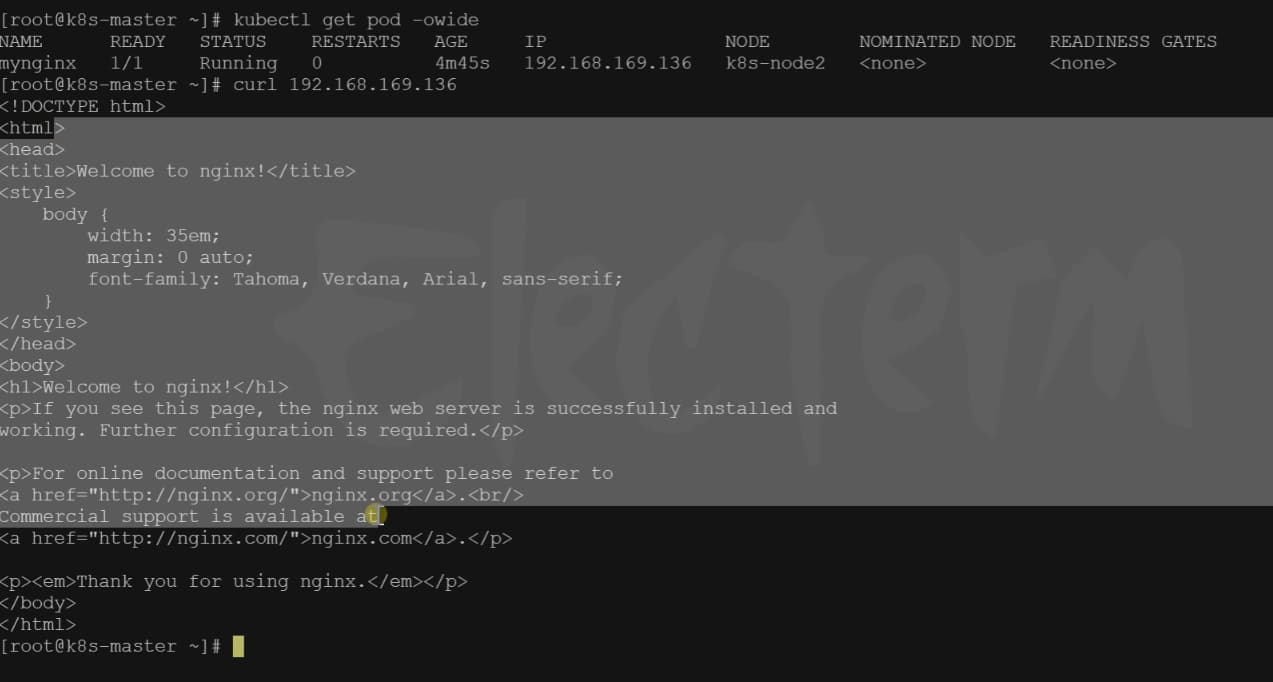 [root@k8s-master ~]# kubectl get pod -owide
NAME      READY   STATUS    RESTARTS   AGE     IP                NODE        NOMINATED NODE   READINESS GATES
mynginx   1/1     Running   0          4m45s   192.168.169.136   k8s-node2   <none>           <none>
[root@k8s-master ~]# curl 192.168.169.136
<!DOCTYPE html>
<html>
<head>
<title>Welcome to nginx!</title>
<style>
    body {
        width: 35em;
        margin: 0 auto;
        font-family: Tahoma, Verdana, Arial, sans-serif;
    }
</style>
</head>
<body>
<h1>Welcome to nginx!</h1>
<p>If you see this page, the nginx web server is successfully installed and
working. Further configuration is required.</p>

<p>For online documentation and support please refer to
<a href="http://nginx.org/">nginx.org</a>.<br/>
Commercial support is available at
<a href="http://nginx.com/">nginx.com</a>.</p>

<p><em>Thank you for using nginx.</em></p>
</body>
</html>
[root@k8s-master ~]#
Electerm